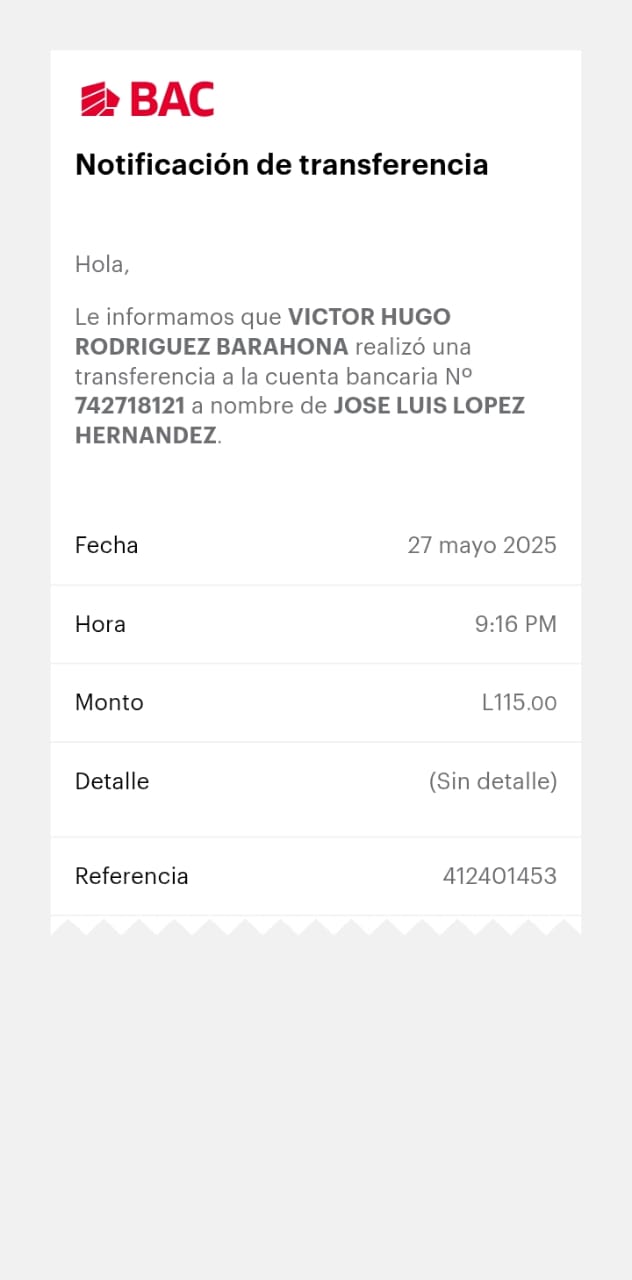 BAC
Notificación de transferencia
Hola,
Le informamos que VICTOR HUGO
RODRIGUEZ BARAHONA realizó una
transferencia a la cuenta bancaria Nº
742718121 a nombre de JOSE LUIS LOPEZ
HERNANDEZ.
Fecha 27 mayo 2025
Hora 9:16 PM
Monto L115.00
Detalle (Sin detalle)
Referencia 412401453